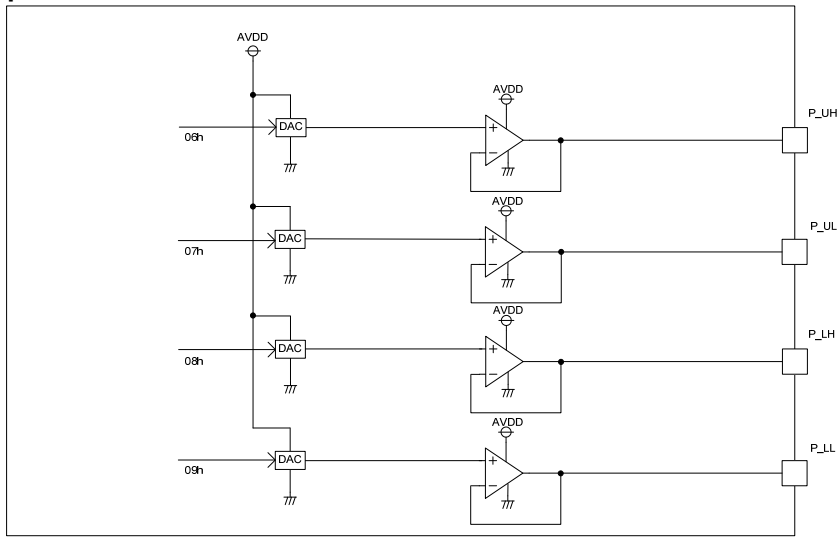 AVDD
AVDD
P_UH
DAC
+
06h
−
AVDD
P_UL
DAC
+
07h
−
AVDD
P_LH
DAC
+
08h
−
AVDD
P_LL
DAC
+
09h
−